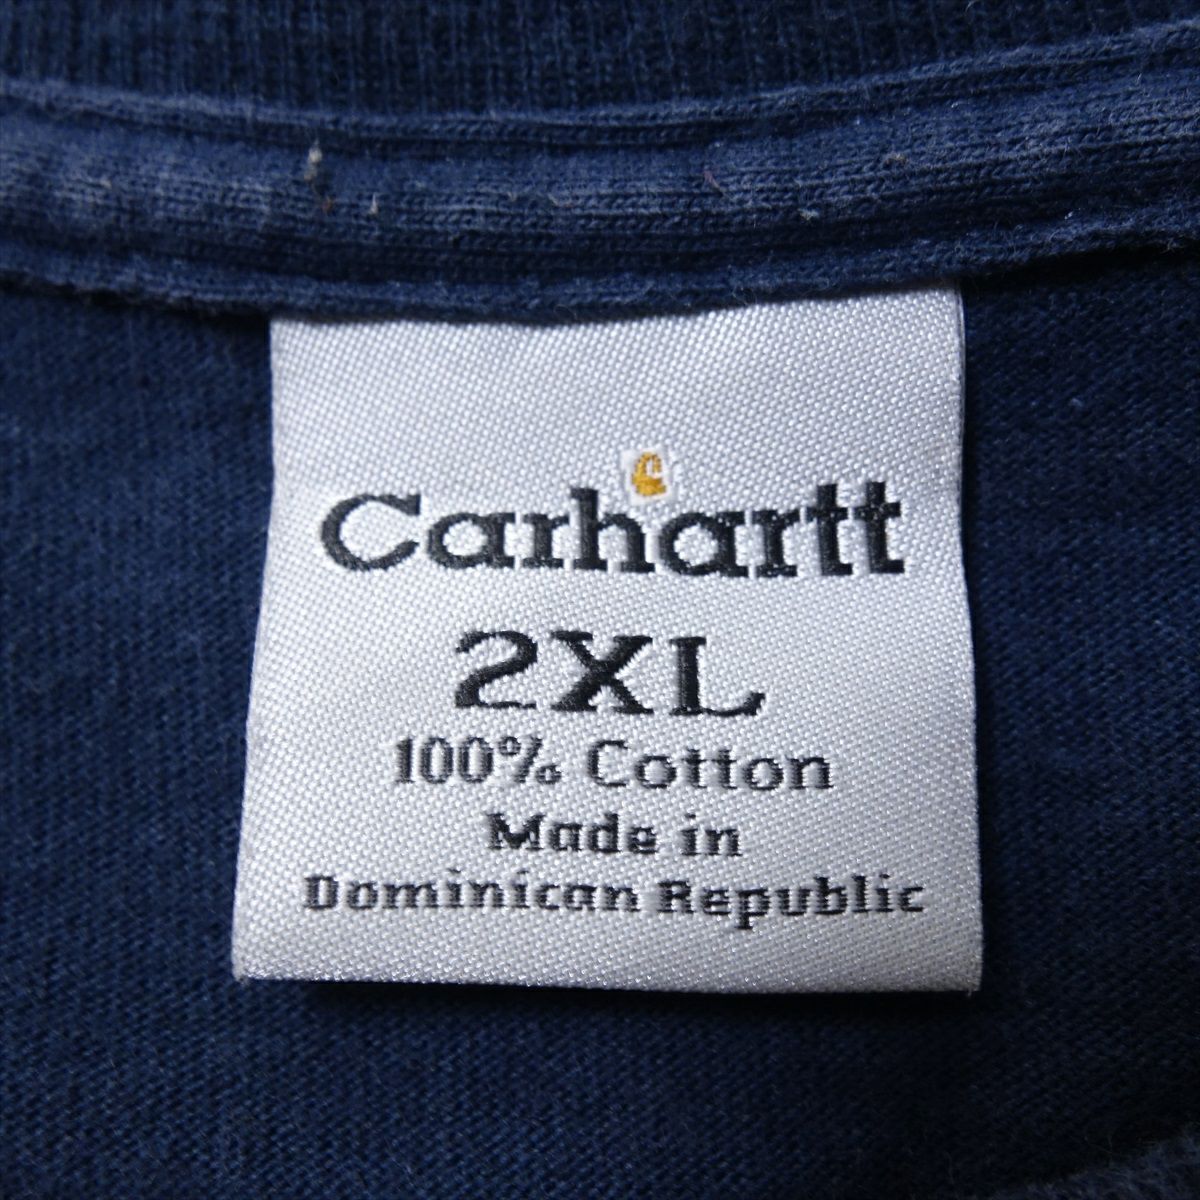 Carhartt
2XL
100% Cotton
Made in
Dominican Republic